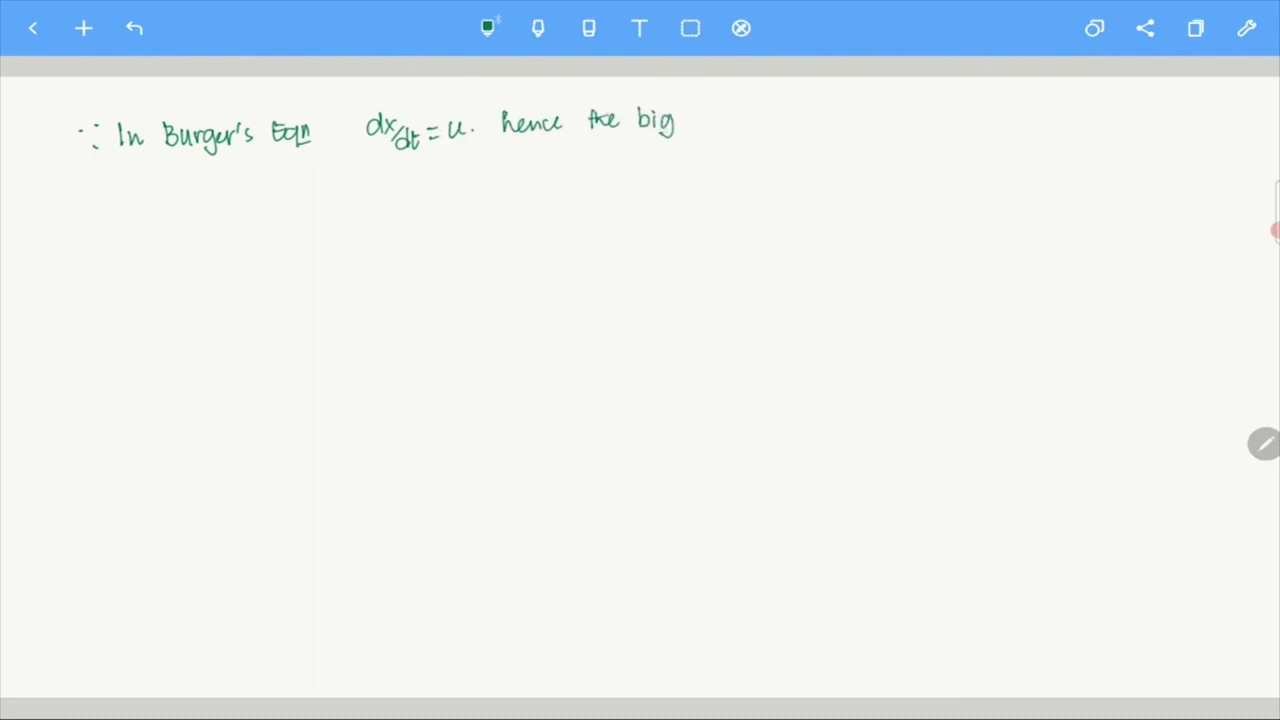 ∵ In Burger's Eqn dx/dt = u. hence the big